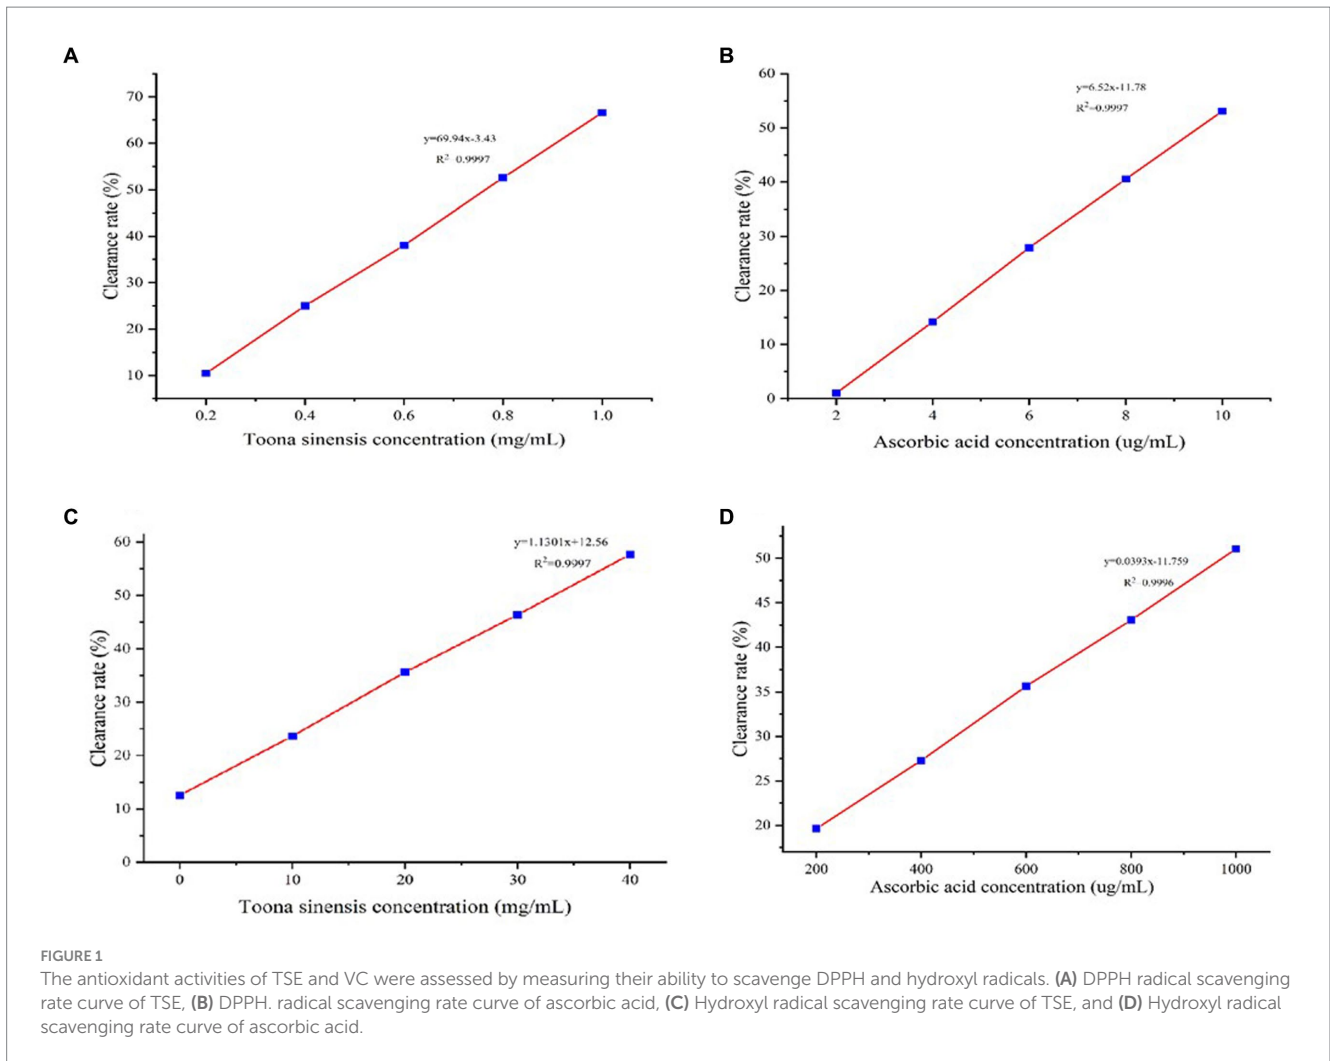 A
70
60
50
40
30
20
10
Clearance rate (%)
y=69.94x-3.43
R² 0.9997
0.2 0.4 0.6 0.8 1.0
Toona sinensis concentration (mg/mL)
B
60
50
40
30
20
10
0
Clearance rate (%)
y=6.52x-11.78
R²=0.9997
2 4 6 8 10
Ascorbic acid concentration (ug/mL)
C
60
50
40
30
20
10
0
Clearance rate (%)
y=1.1301x+12.56
R²=0.9997
0 10 20 30 40
Toona sinensis concentration (mg/mL)
D
50
45
35
30
25
20
Clearance rate (%)
y=0.0393x-11.759
R² 0.9996
200 400 600 800 1000
Ascorbic acid concentration (ug/mL)
FIGURE 1
The antioxidant activities of TSE and VC were assessed by measuring their ability to scavenge DPPH and hydroxyl radicals. (A) DPPH radical scavenging
rate curve of TSE, (B) DPPH. radical scavenging rate curve of ascorbic acid, (C) Hydroxyl radical scavenging rate curve of TSE, and (D) Hydroxyl radical
scavenging rate curve of ascorbic acid.